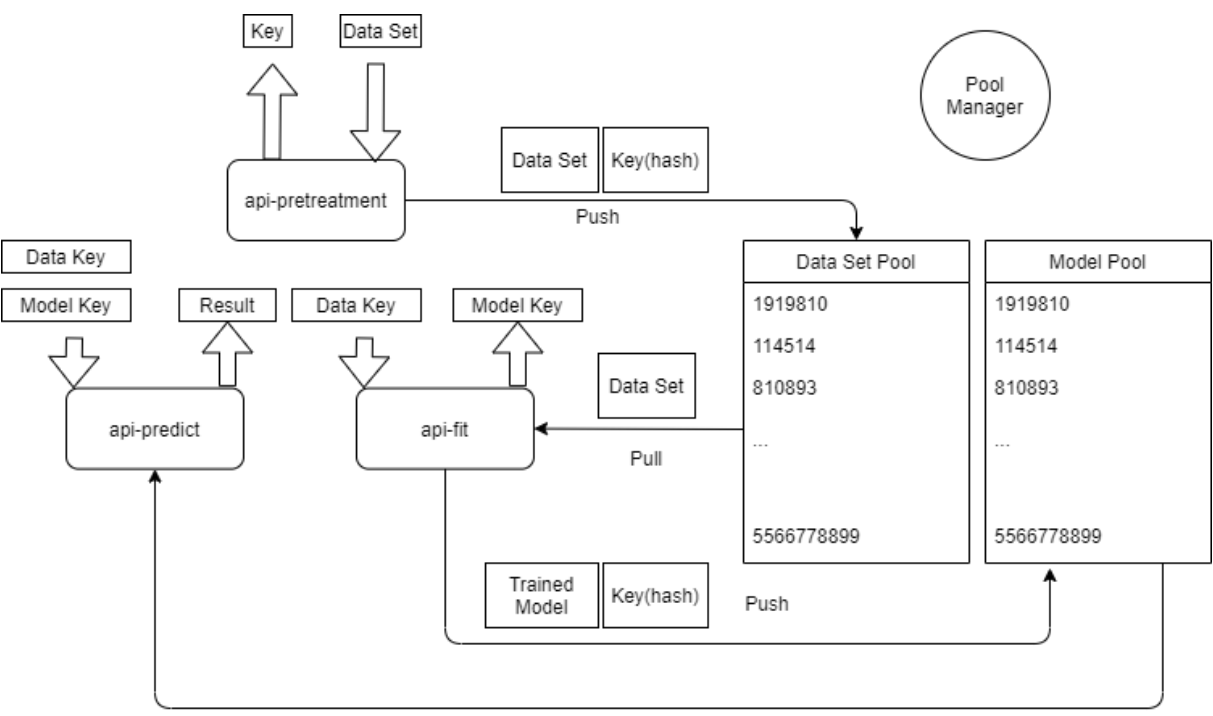 Key
Data Set
Pool
Manager
Data Set
Key(hash)
api-pretreatment
Push
Data Key
Model Key
Result
Data Key
Model Key
Data Set Pool
1919810
114514
810893
...
5566778899
Model Pool
1919810
114514
810893
...
5566778899
Data Set
api-predict
api-fit
Pull
Trained
Model
Key(hash)
Push